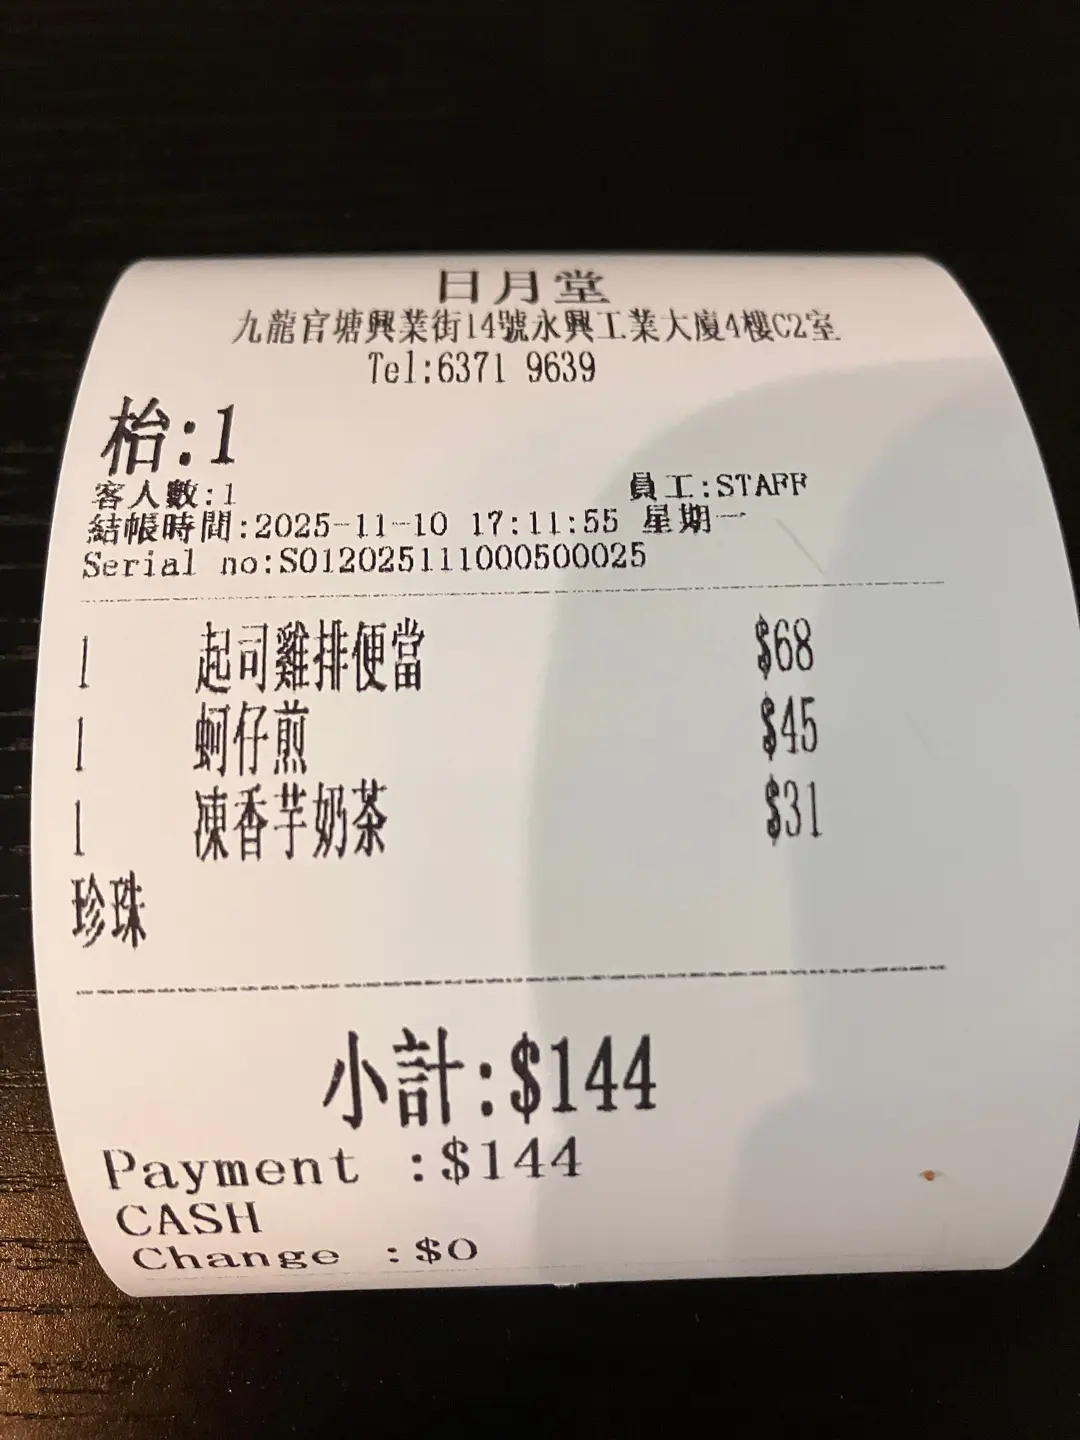 日月堂
九龍官塘興業街14號永興工業大廈4樓C2室
Tel:6371 9639
枱:1
客人數:1 員工:STAFF
結帳時間:2025-11-10 17:11:55 星期一
Serial no:S01202511100050025
1 起司雞排便當 $68
1 蚵仔煎 $45
1 凍香芋奶茶 $31
珍珠
小計:$144
Payment :$144
CASH
Change :$0